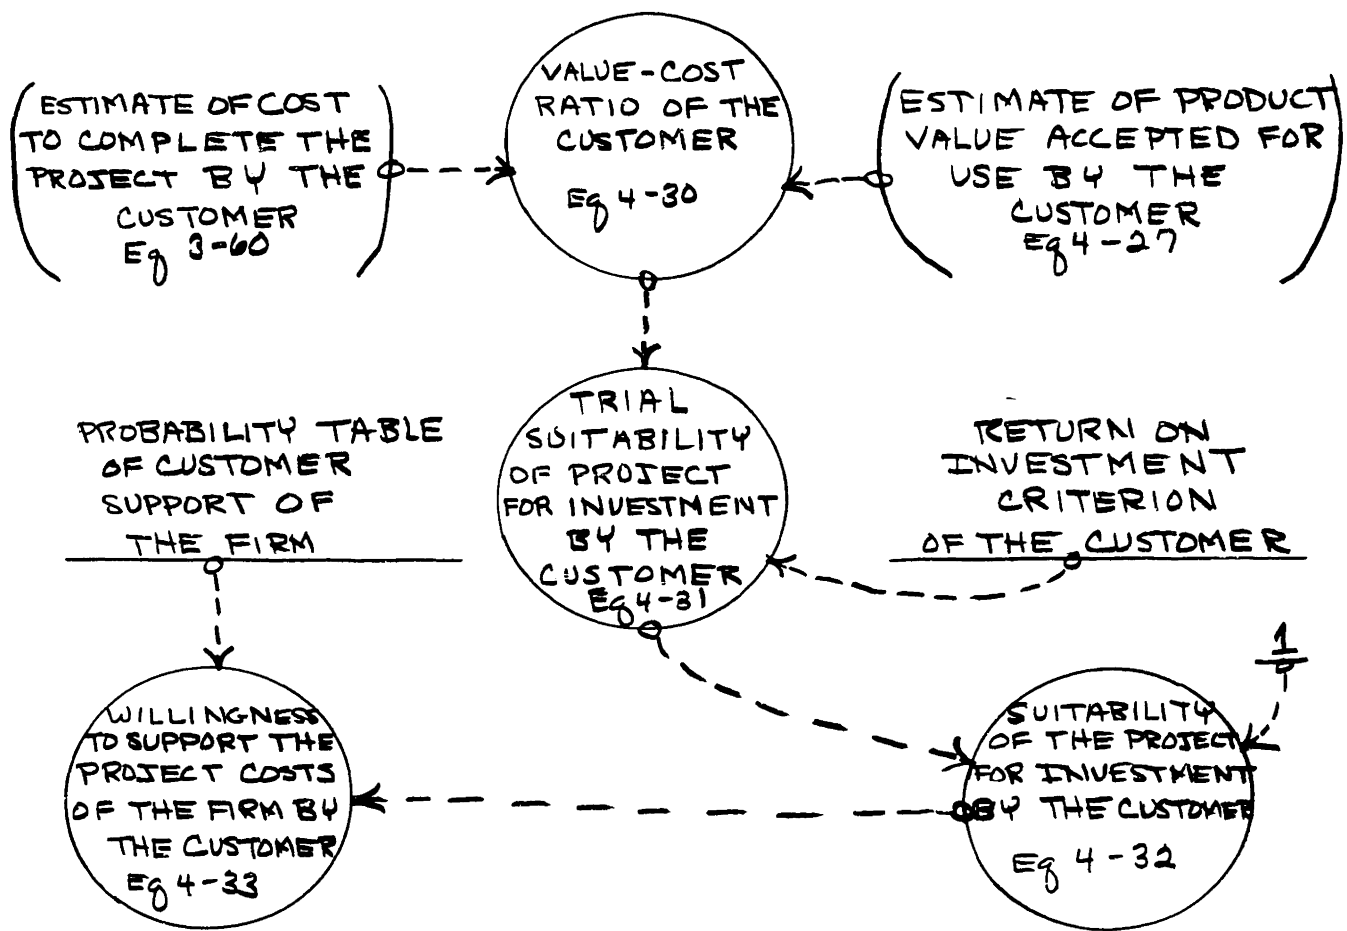 VALUE-COST
RATIO OF THE
CUSTOMER
Eq 4-30
ESTIMATE OF COST
TO COMPLETE THE
PROJECT BY THE
CUSTOMER
Eq 3-60
ESTIMATE OF PRODUCT
VALUE ACCEPTED FOR
USE BY THE
CUSTOMER
Eq 4-27
TRIAL
SUITABILITY
OF PROJECT
FOR INVESTMENT
BY THE
CUSTOMER
Eq 4-31
PROBABILITY TABLE
OF CUSTOMER
SUPPORT OF
THE FIRM
RETURN ON
INVESTMENT
CRITERION
OF THE CUSTOMER
1
WILLINGNESS
TO SUPPORT THE
PROJECT COSTS
OF THE FIRM BY
THE CUSTOMER
Eq 4-33
SUITABILITY
OF THE PROJECT
FOR INVESTMENT
BY THE CUSTOMER
Eq 4-32